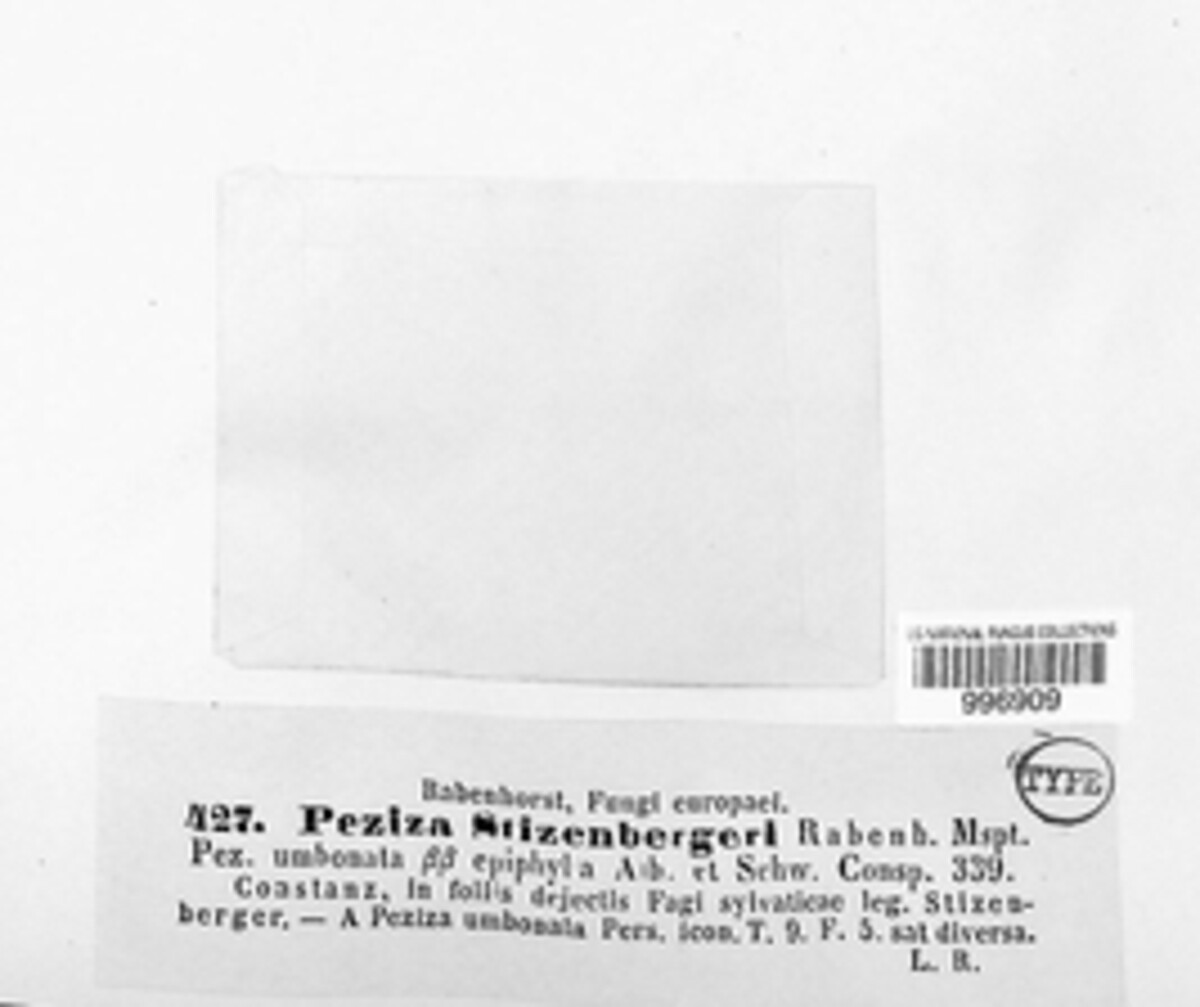 U.S. NATIONAL FUNGUS COLLECTIONS
996909
TYPE
Rabenhorst, Fungi europaei.
427. Peziza Stizenbergeri Rabenh. Mspt.
Pez. umbonata ββ epiphylla Alb. et Schw. Consp. 339.
Constanz, in foliis dejectis Fagi sylvaticae leg. Stizen-
berger. — A Peziza umbonata Pers. icon. T. 9. F. 5. sat diversa.
L. R.